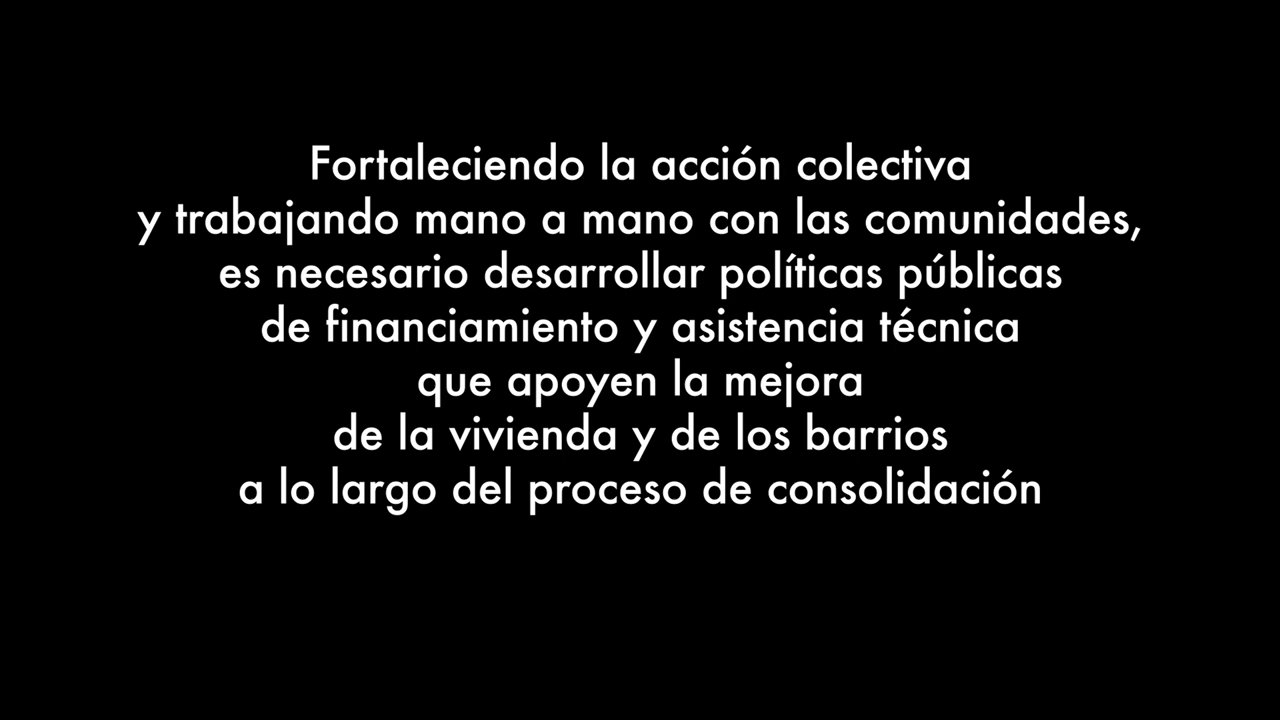 Fortaleciendo la acción colectiva
y trabajando mano a mano con las comunidades,
es necesario desarrollar políticas públicas
de financiamiento y asistencia técnica
que apoyen la mejora
de la vivienda y de los barrios
a lo largo del proceso de consolidación